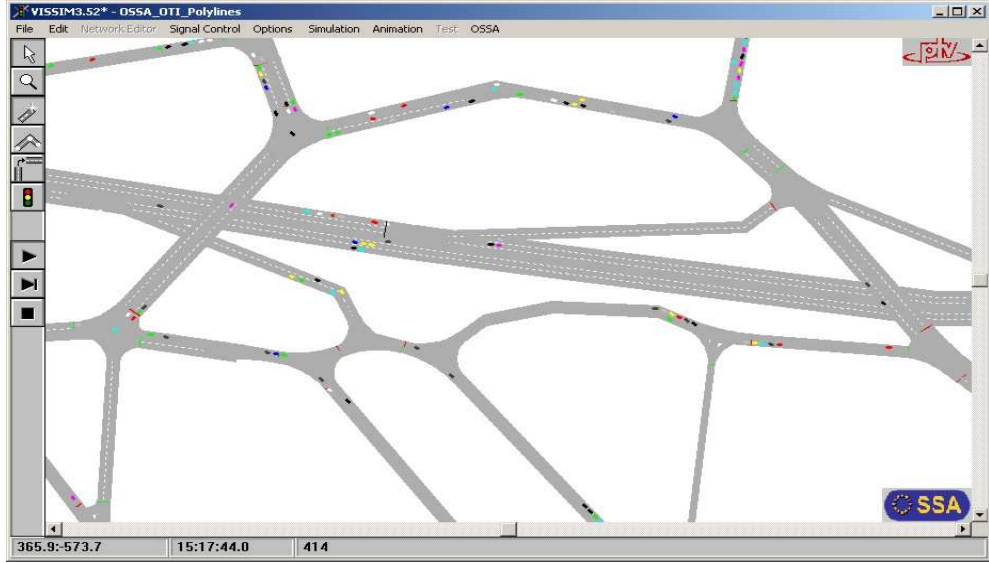 VISSIM3.52* - OSSA_OTI_Polylines
File Edit Network Editor Signal Control Options Simulation Animation Test OSSA
ptv
OSSA
365.9:-573.7 15:17:44.0 414